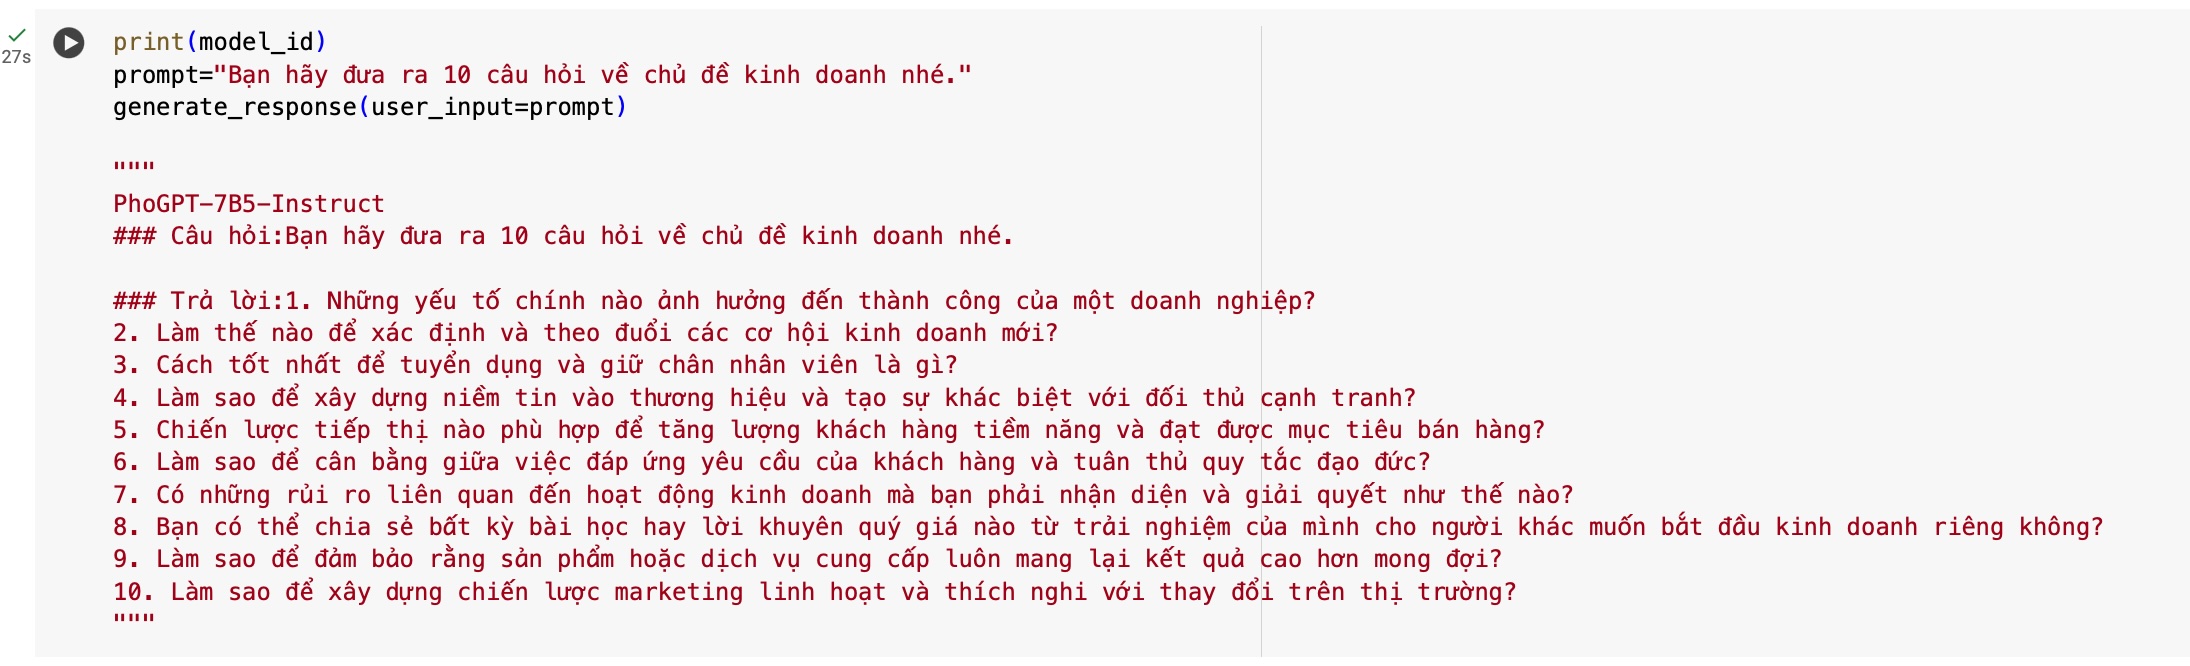 27s
print(model_id)
prompt="Bạn hãy đưa ra 10 câu hỏi về chủ đề kinh doanh nhé."
generate_response(user_input=prompt)
"""
PhoGPT-7B5-Instruct
### Câu hỏi:Bạn hãy đưa ra 10 câu hỏi về chủ đề kinh doanh nhé.
### Trả lời:1. Những yếu tố chính nào ảnh hưởng đến thành công của một doanh nghiệp?
2. Làm thế nào để xác định và theo đuổi các cơ hội kinh doanh mới?
3. Cách tốt nhất để tuyển dụng và giữ chân nhân viên là gì?
4. Làm sao để xây dựng niềm tin vào thương hiệu và tạo sự khác biệt với đối thủ cạnh tranh?
5. Chiến lược tiếp thị nào phù hợp để tăng lượng khách hàng tiềm năng và đạt được mục tiêu bán hàng?
6. Làm sao để cân bằng giữa việc đáp ứng yêu cầu của khách hàng và tuân thủ quy tắc đạo đức?
7. Có những rủi ro liên quan đến hoạt động kinh doanh mà bạn phải nhận diện và giải quyết như thế nào?
8. Bạn có thể chia sẻ bất kỳ bài học hay lời khuyên quý giá nào từ trải nghiệm của mình cho người khác muốn bắt đầu kinh doanh riêng không?
9. Làm sao để đảm bảo rằng sản phẩm hoặc dịch vụ cung cấp luôn mang lại kết quả cao hơn mong đợi?
10. Làm sao để xây dựng chiến lược marketing linh hoạt và thích nghi với thay đổi trên thị trường?
"""